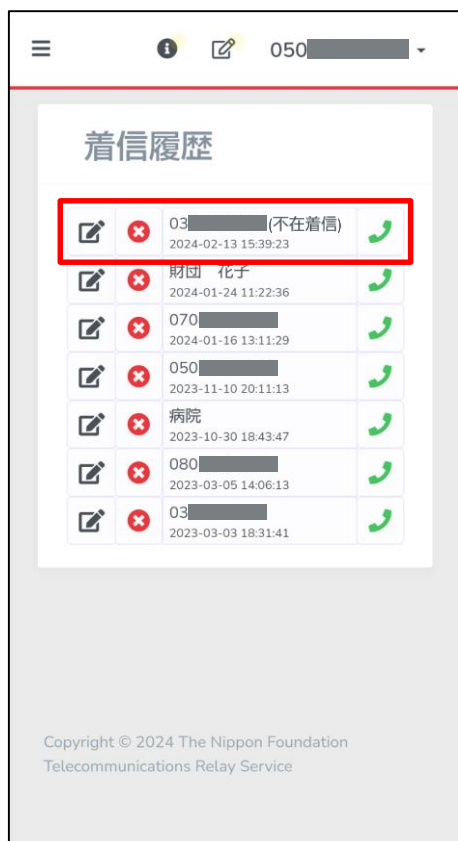 050
着信履歴
03 (不在着信)
2024-02-13 15:39:23
財団 花子
2024-01-24 11:22:36
070
2024-01-16 13:11:29
050
2023-11-10 20:11:13
病院
2023-10-30 18:43:47
080
2023-03-05 14:06:13
03
2023-03-03 18:31:41
Copyright © 2024 The Nippon Foundation
Telecommunications Relay Service